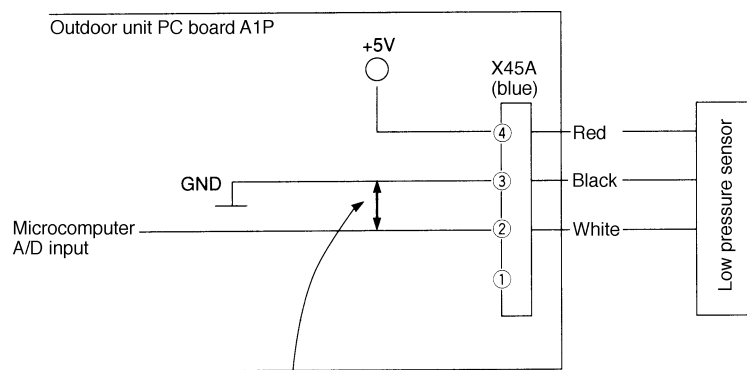 Outdoor unit PC board A1P
+5V
X45A
(blue)
④
Red
GND
③
Black
Microcomputer
A/D input
②
White
①
Low pressure sensor